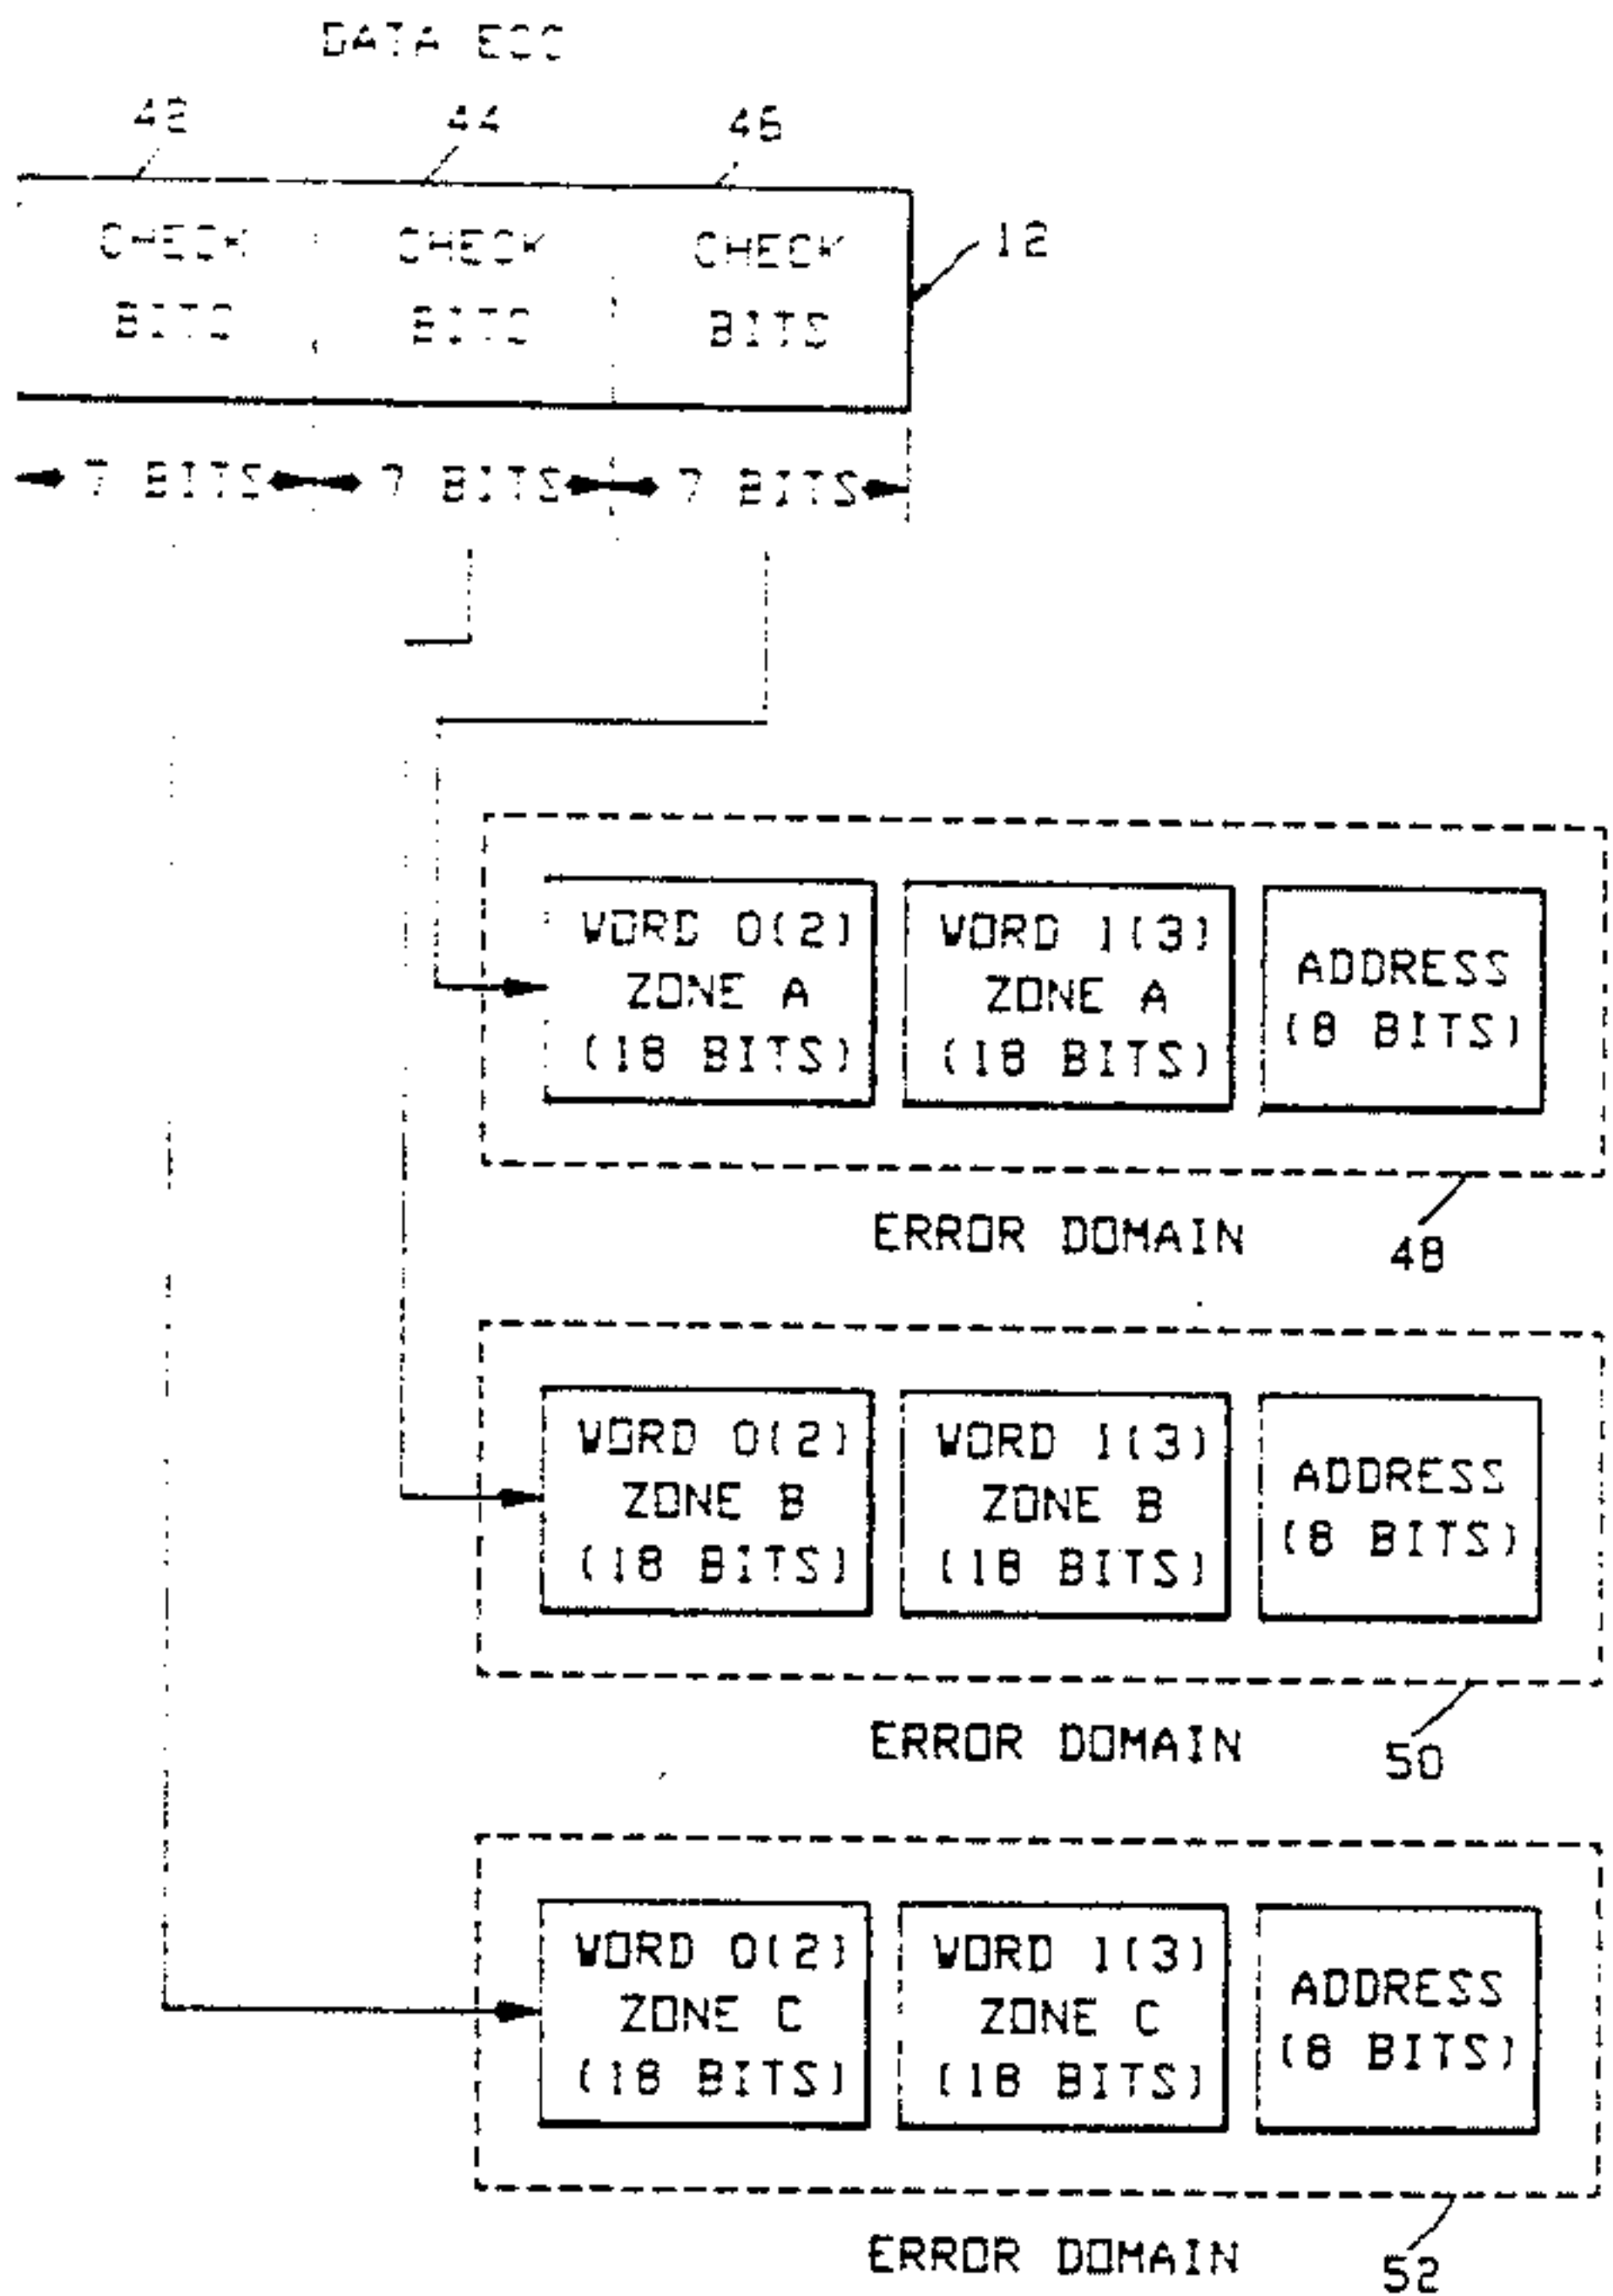 DATA ECC
42 44 46
CHECK CHECK CHECK
BITS BITS BITS
12
7 BITS 7 BITS 7 BITS
WORD 0(2) WORD 1(3) ADDRESS
ZONE A ZONE A (8 BITS)
(18 BITS) (18 BITS)
ERROR DOMAIN 48
WORD 0(2) WORD 1(3) ADDRESS
ZONE B ZONE B (8 BITS)
(18 BITS) (18 BITS)
ERROR DOMAIN 50
WORD 0(2) WORD 1(3) ADDRESS
ZONE C ZONE C (8 BITS)
(18 BITS) (18 BITS)
ERROR DOMAIN 52